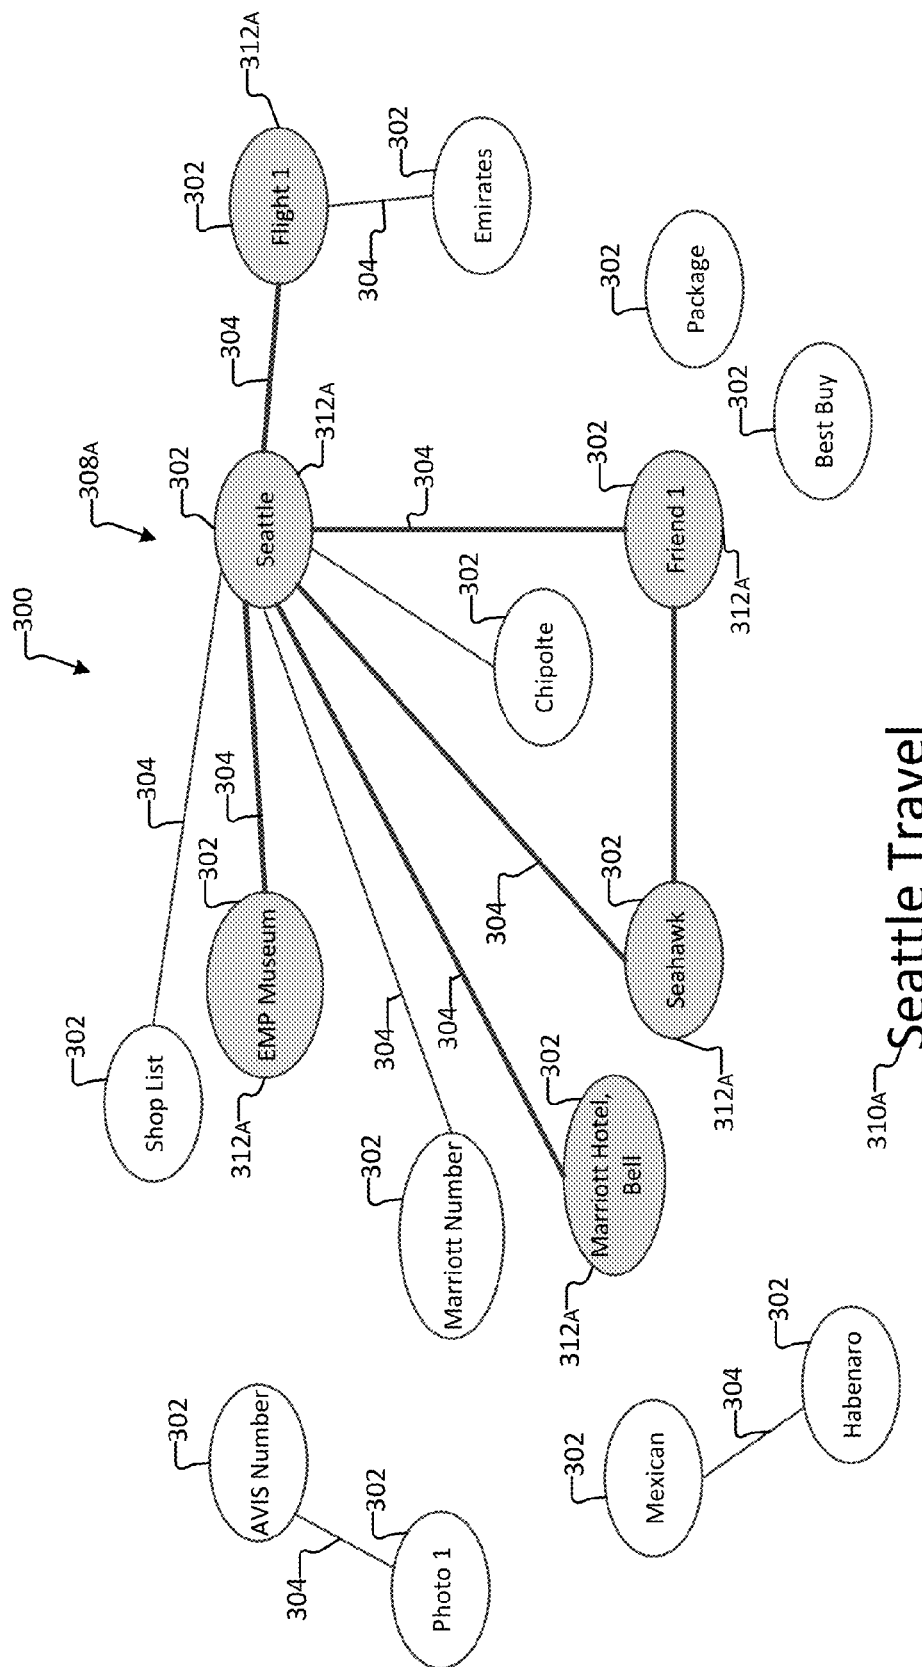 300
308A
302
304
Shop List
302
302
302
312A
302
304
304
AVIS Number
EMP Museum
Seattle
Flight 1
312A
304
312A
302
302
304
304
302
304
Photo 1
Marriott Number
304
Emirates
302
304
302
Chipolte
302
312A
302
302
302
Marriott Hotel,
Bell
Mexican
Seahawk
Friend 1
Package
304
312A
312A
302
302
Best Buy
Habenaro
310A
Seattle Travel